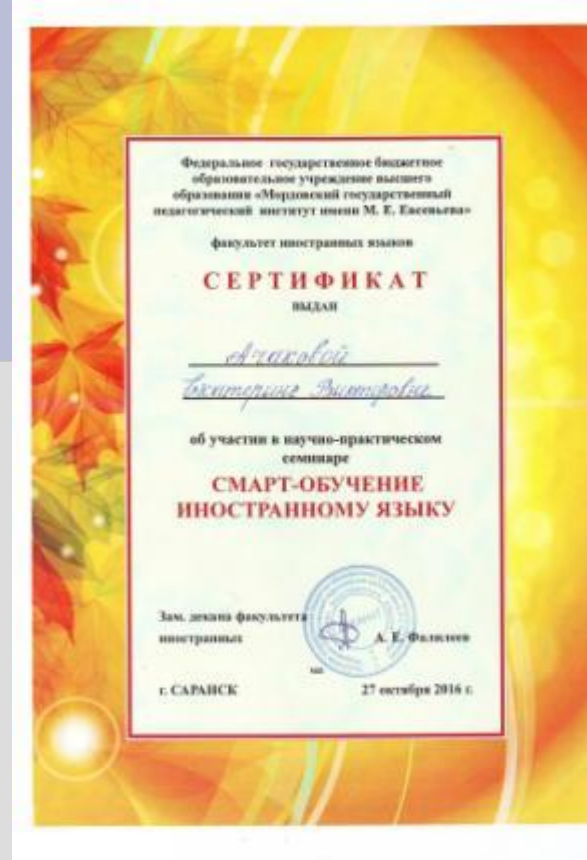 Федеральное государственное бюджетное
образовательное учреждение высшего
образования «Мордовский государственный
педагогический институт имени М. Е. Евсевьева»
факультет иностранных языков
СЕРТИФИКАТ
ВЫДАН
Ачаковой
Екатерине Викторовне
об участии в научно-практическом
семинаре
СМАРТ-ОБУЧЕНИЕ
ИНОСТРАННОМУ ЯЗЫКУ
Зам. декана факультета
иностранных А. Е. Фалилеев
г. САРАНСК 27 октября 2016 г.